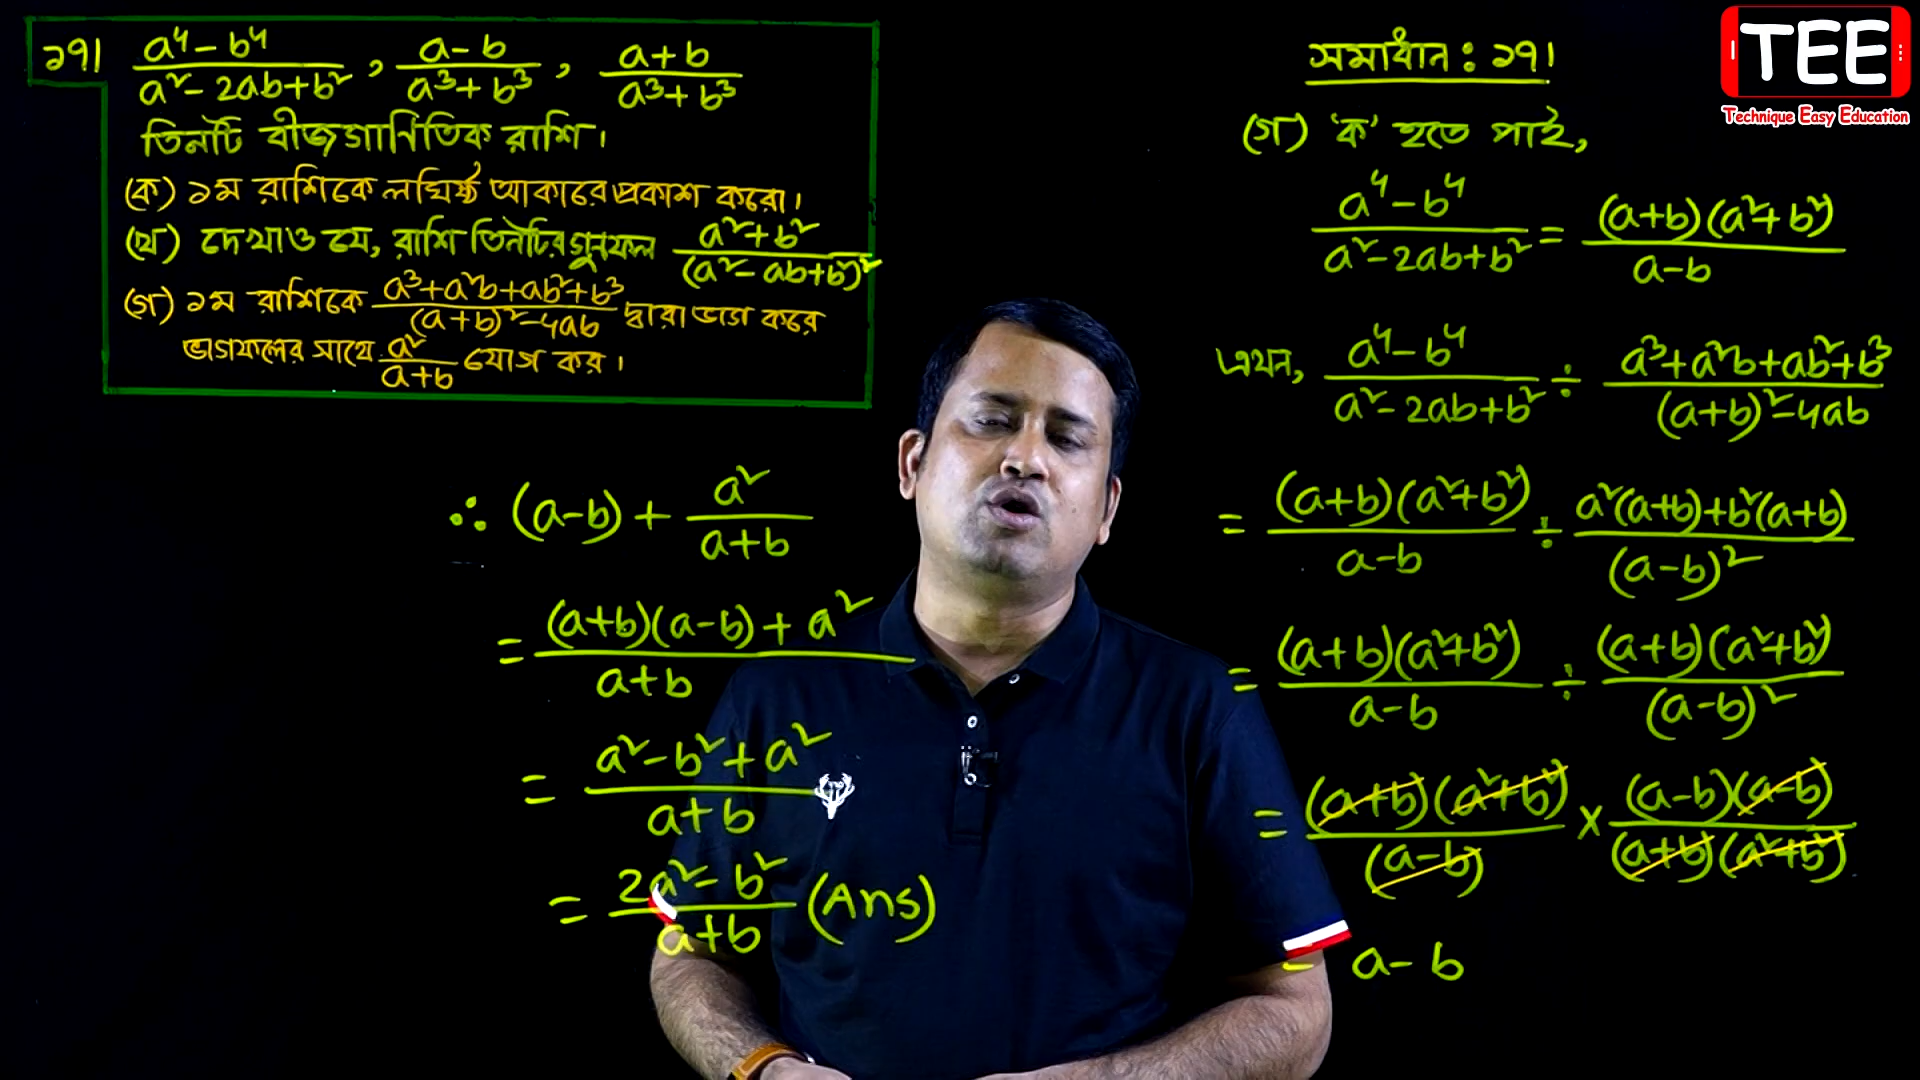 ১৭। a⁴-b⁴/a²-2ab+b² , a-b/a³+b³ , a+b/a³+b³
তিনটি বীজগাণিতিক রাশি।
(ক) ১ম রাশিকে লঘিষ্ঠ আকারে প্রকাশ করো।
(খ) দেখাও যে, রাশি তিনটির গুনফল a²+b²/(a²-ab+b²)²
(গ) ১ম রাশিকে a³+a²b+ab²+b³/(a+b)²-4ab দ্বারা ভাগ করে
ভাগফলের সাথে a²/a+b যোগ কর।
∴ (a-b) + a²/a+b
= (a+b)(a-b)+a²/a+b
= a²-b²+a²/a+b
= 2a²-b²/a+b (Ans)
সমাধান : ১৭।
(গ) 'ক' হতে পাই,
a⁴-b⁴/a²-2ab+b² = (a+b)(a²+b²)/a-b
এখন, a⁴-b⁴/a²-2ab+b² ÷ a³+a²b+ab²+b³/(a+b)²-4ab
= (a+b)(a²+b²)/a-b ÷ a²(a+b)+b²(a+b)/(a-b)²
= (a+b)(a²+b²)/a-b ÷ (a+b)(a²+b²)/(a-b)²
= (a+b)(a²+b²)/(a-b) × (a-b)(a-b)/(a+b)(a²+b²)
= a-b
TEE
Technique Easy Education